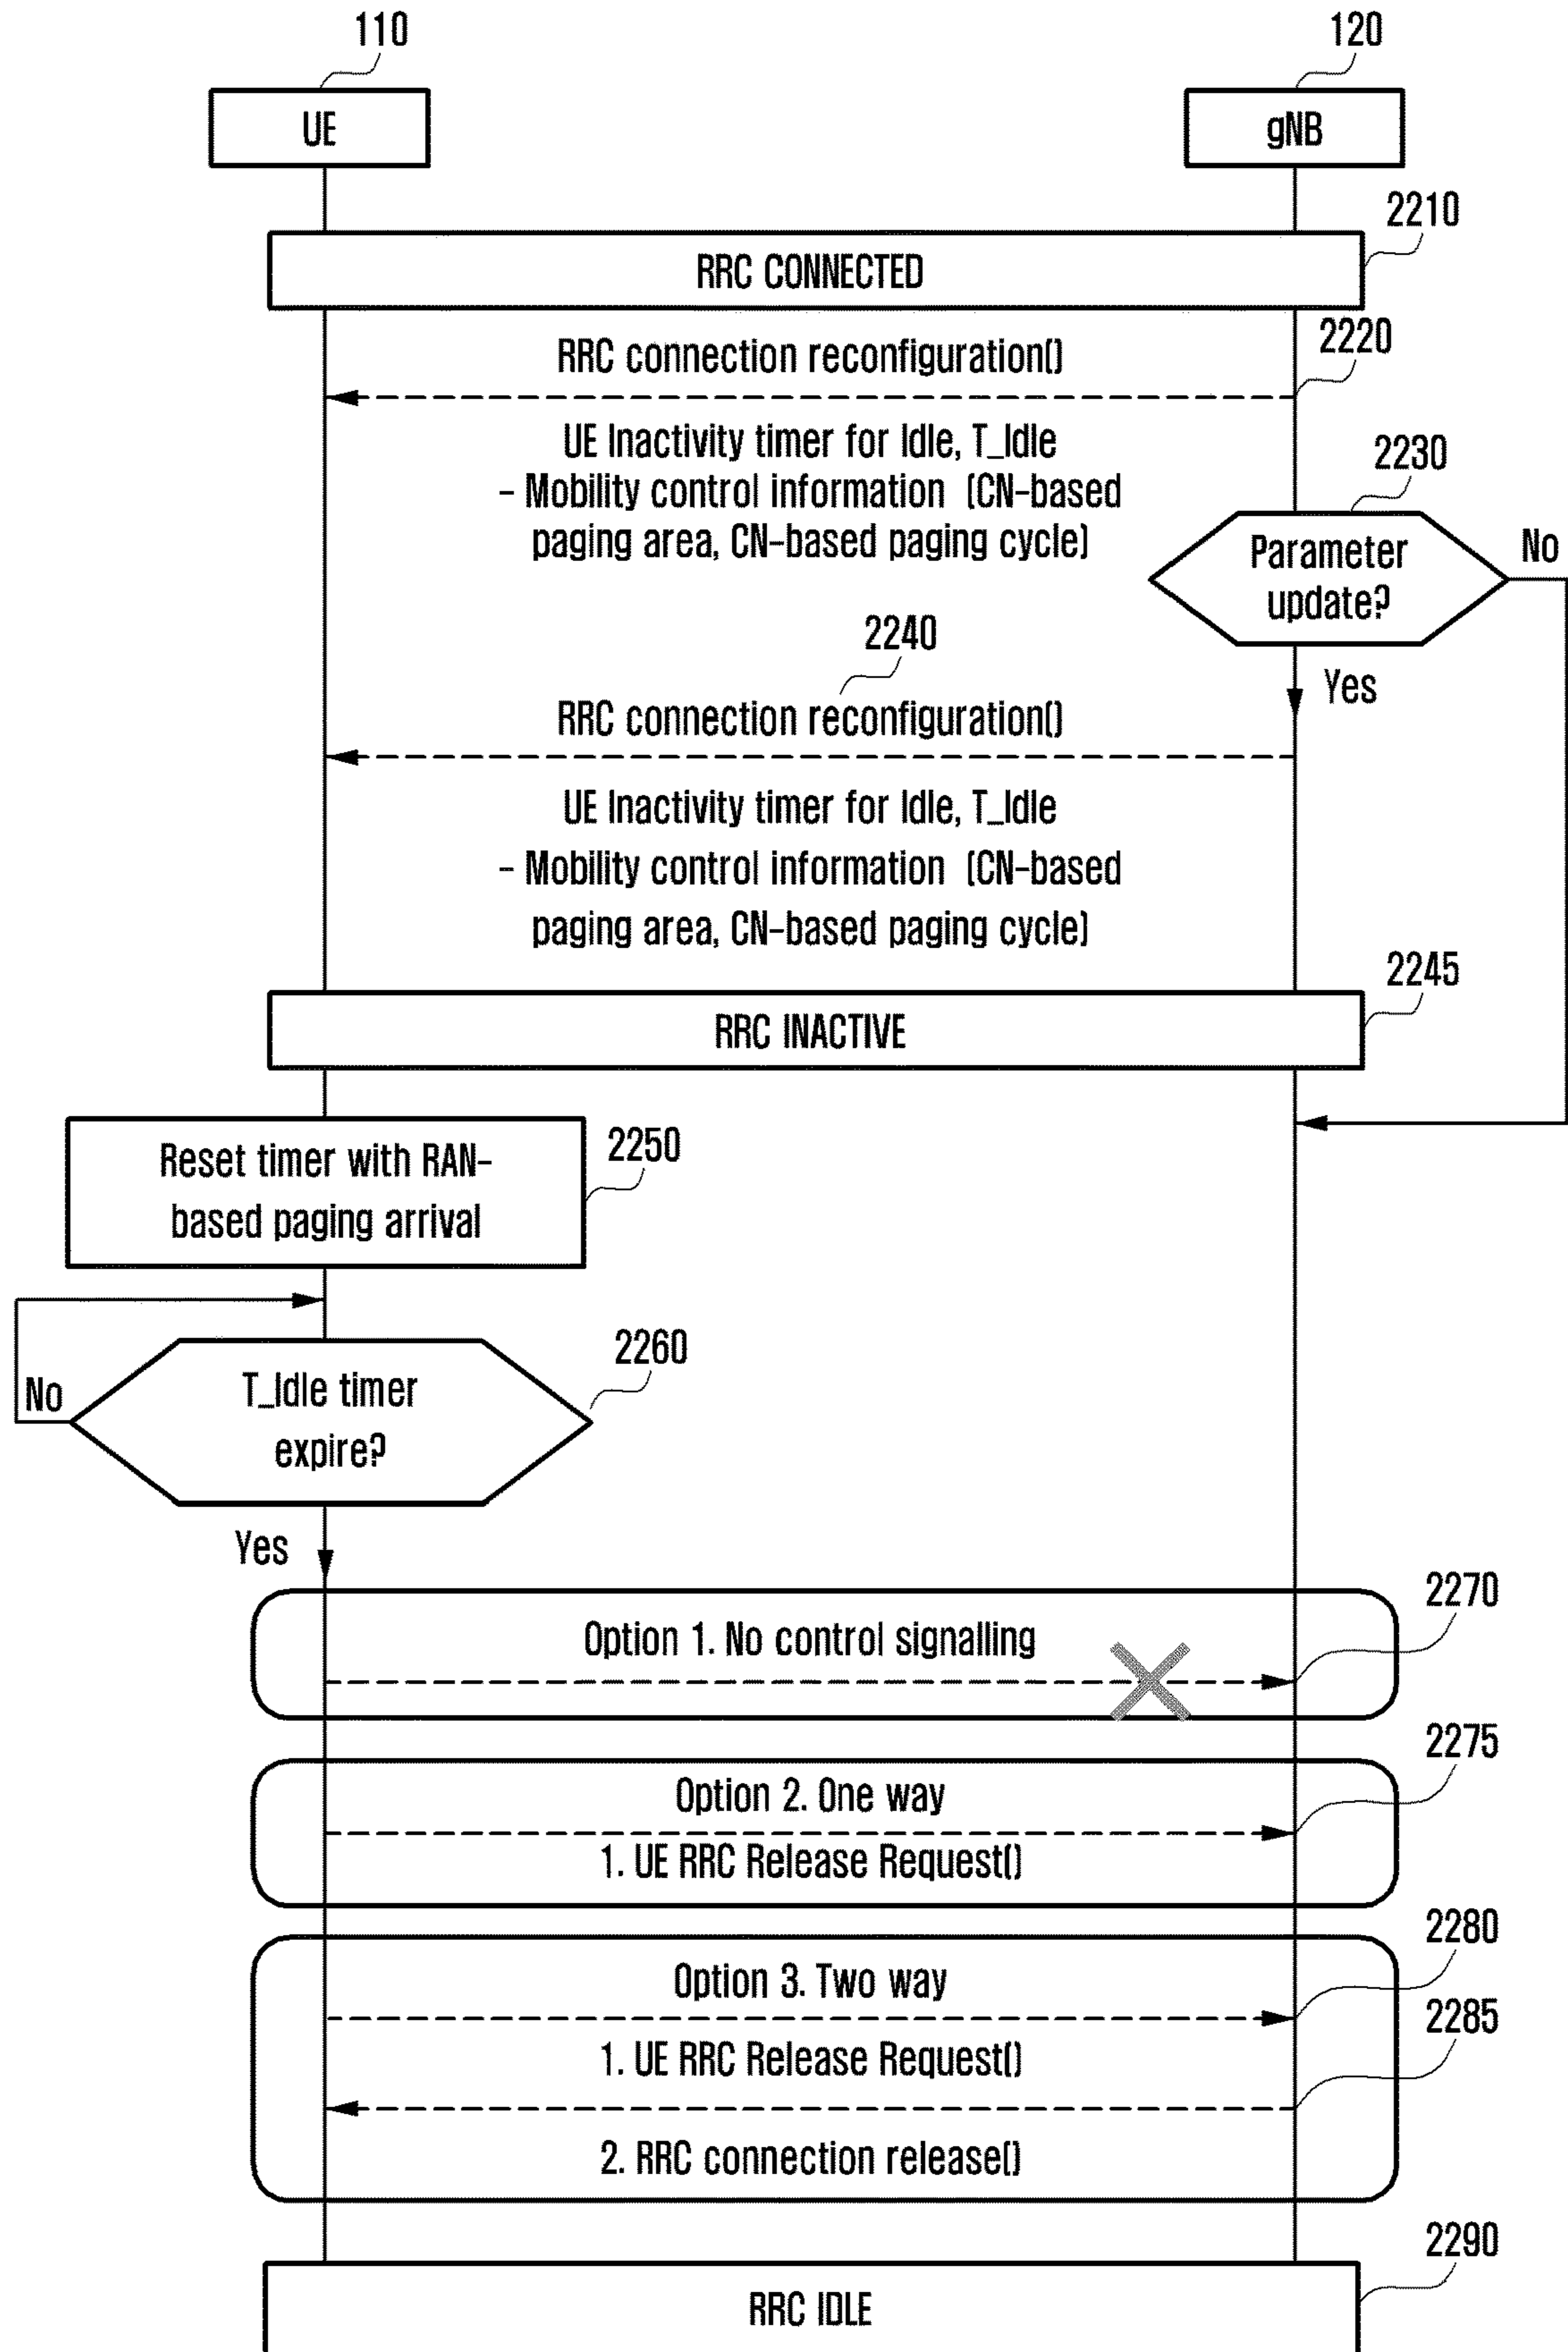 110
120
UE
gNB
2210
RRC CONNECTED
2220
RRC connection reconfiguration()
UE Inactivity timer for Idle, T_Idle
- Mobility control information (CN-based
paging area, CN-based paging cycle)
2230
Parameter
update?
No
Yes
2240
RRC connection reconfiguration()
UE Inactivity timer for Idle, T_Idle
- Mobility control information (CN-based
paging area, CN-based paging cycle)
2245
RRC INACTIVE
Reset timer with RAN-
based paging arrival
2250
2260
T_Idle timer
expire?
No
Yes
2270
Option 1. No control signalling
2275
Option 2. One way
1. UE RRC Release Request()
2280
Option 3. Two way
2285
1. UE RRC Release Request()
2. RRC connection release()
2290
RRC IDLE